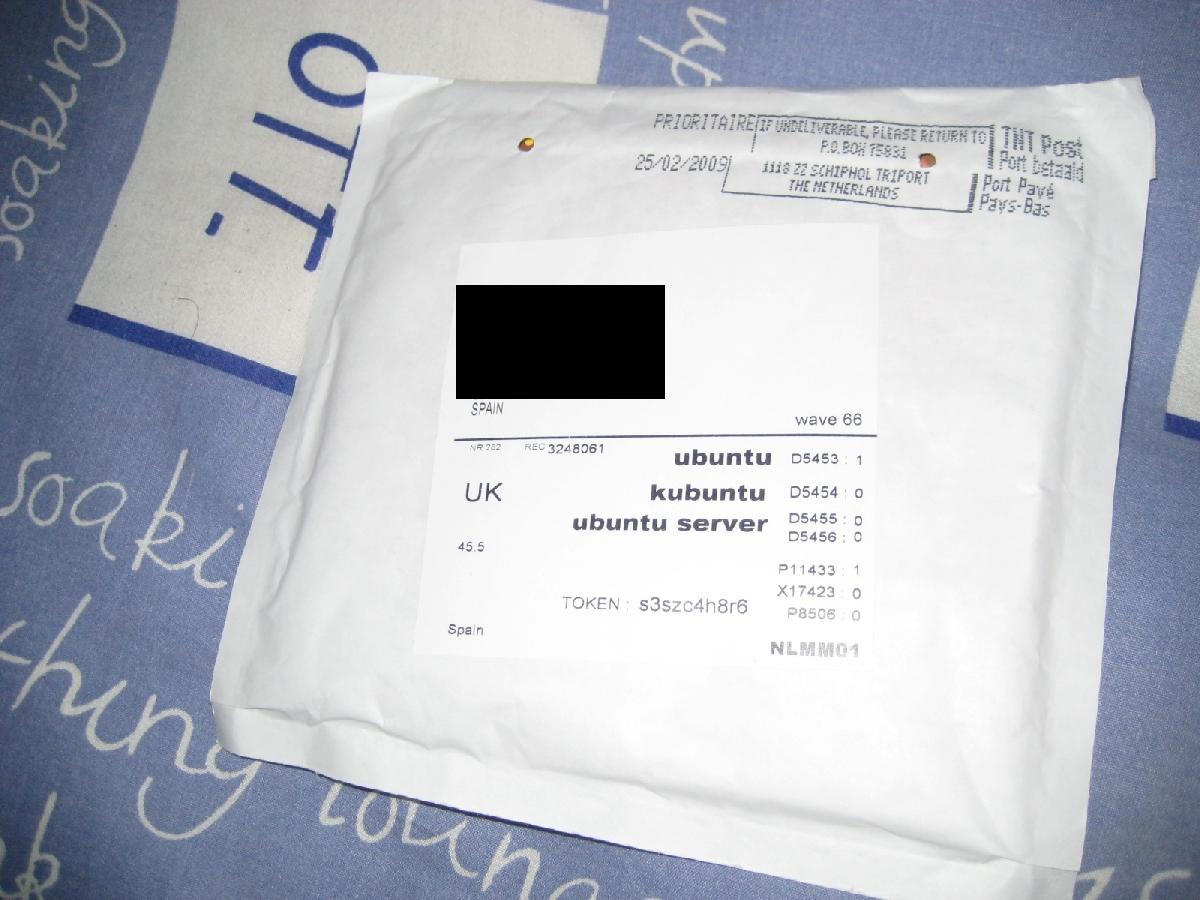 soaking
OTT
PRIORITAIRE
25/02/2009
IF UNDELIVERABLE, PLEASE RETURN TO
P.O.BOX 75831
1118 ZZ SCHIPHOL TRIPORT
THE NETHERLANDS
TNT Post
Port betaald
Port Payé
Pays-Bas
SPAIN
wave 66
NR 282 REC 3248061
ubuntu D5453 : 1
UK
kubuntu D5454 : 0
ubuntu server D5455 : 0
D5456 : 0
45.5
P11433 : 1
X17423 : 0
TOKEN : s3szc4h8r6
P8506 : 0
Spain
NLMM01
soaki